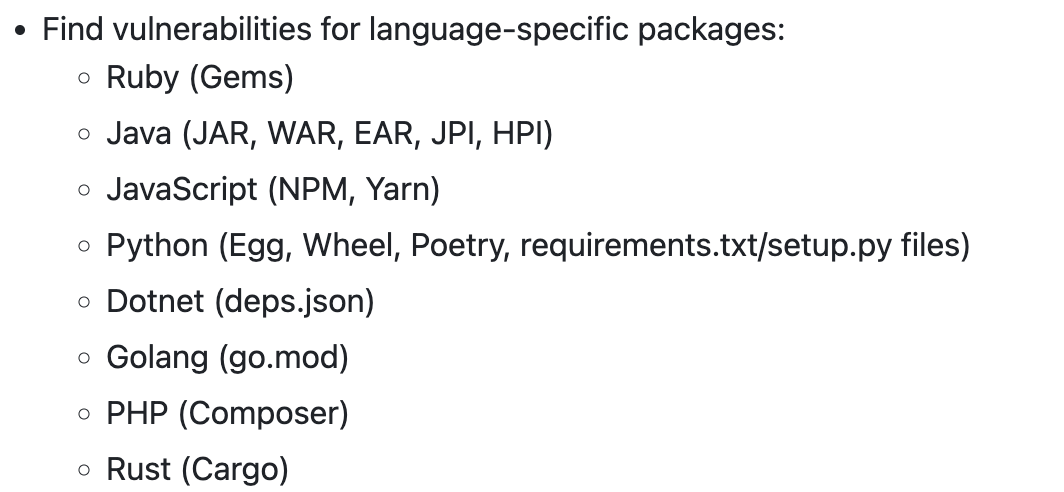 • Find vulnerabilities for language-specific packages:
◦ Ruby (Gems)
◦ Java (JAR, WAR, EAR, JPI, HPI)
◦ JavaScript (NPM, Yarn)
◦ Python (Egg, Wheel, Poetry, requirements.txt/setup.py files)
◦ Dotnet (deps.json)
◦ Golang (go.mod)
◦ PHP (Composer)
◦ Rust (Cargo)